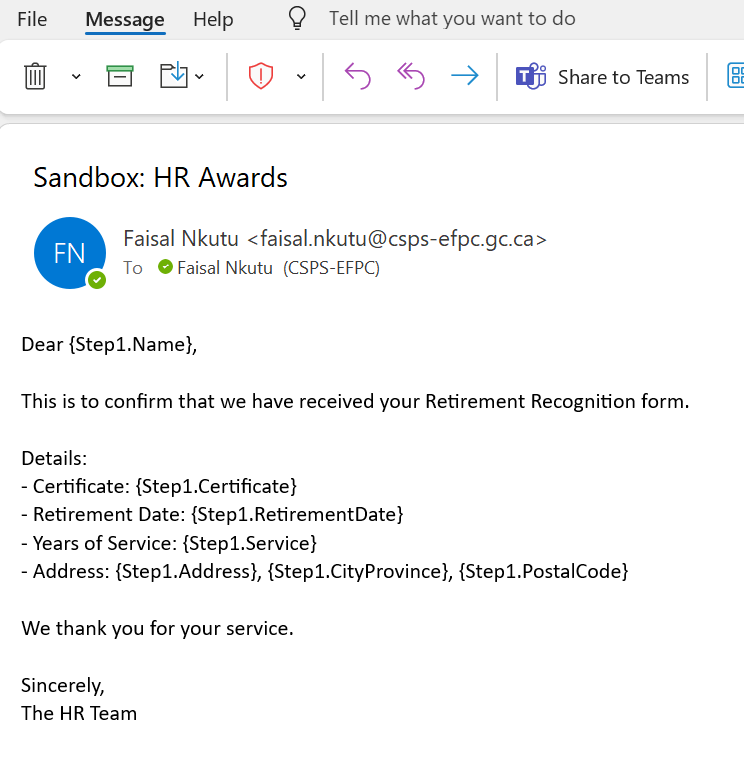 File Message Help Tell me what you want to do
Share to Teams
Sandbox: HR Awards
FN
Faisal Nkutu <faisal.nkutu@csps-efpc.gc.ca>
To Faisal Nkutu (CSPS-EFPC)
Dear {Step1.Name},
This is to confirm that we have received your Retirement Recognition form.
Details:
- Certificate: {Step1.Certificate}
- Retirement Date: {Step1.RetirementDate}
- Years of Service: {Step1.Service}
- Address: {Step1.Address}, {Step1.CityProvince}, {Step1.PostalCode}
We thank you for your service.
Sincerely,
The HR Team